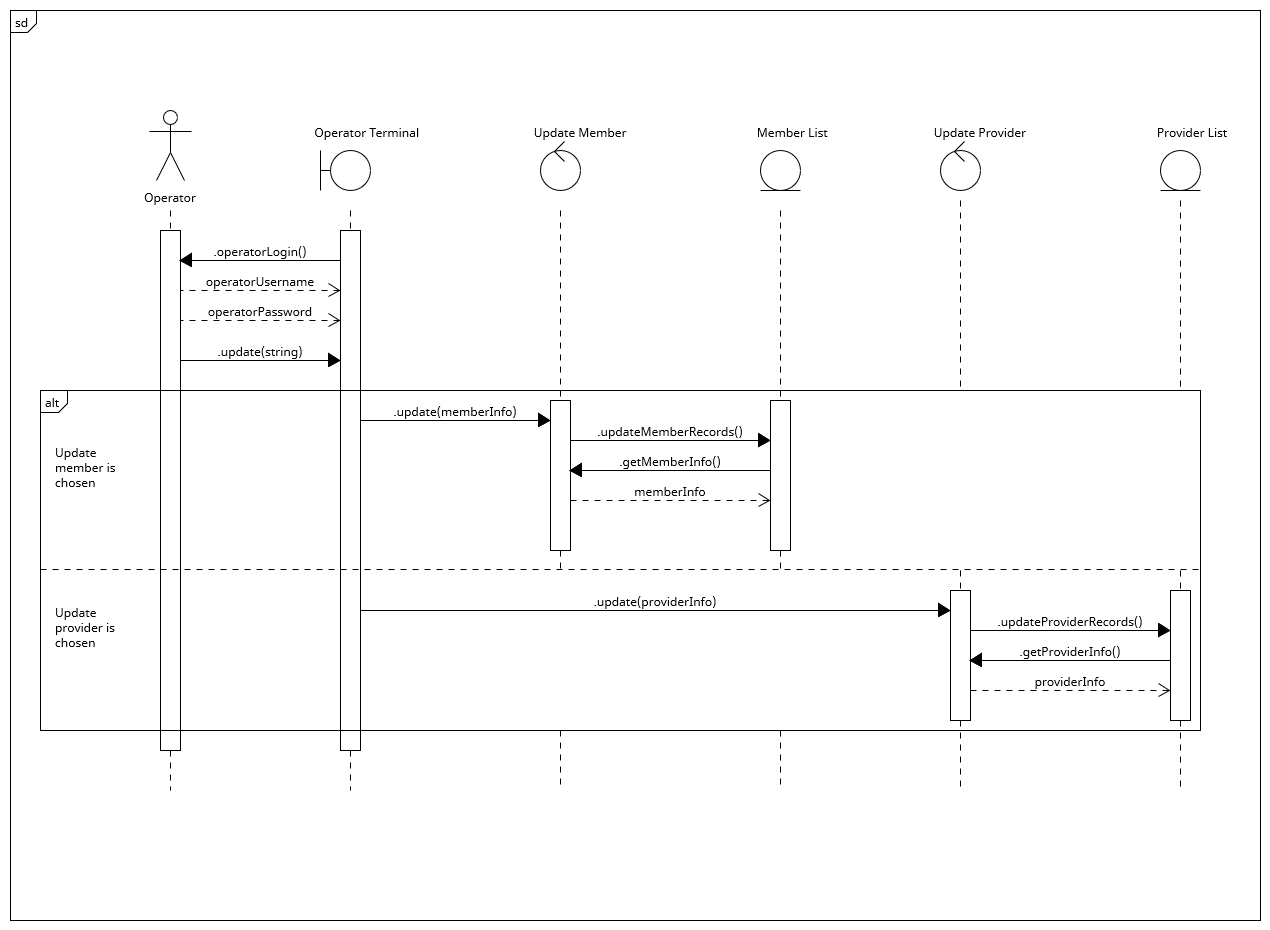 sd
Operator Terminal
Update Member
Member List
Update Provider
Provider List
Operator
.operatorLogin()
operatorUsername
operatorPassword
.update(string)
alt
.update(memberInfo)
.updateMemberRecords()
.getMemberInfo()
memberInfo
Update
member is
chosen
.update(providerInfo)
.updateProviderRecords()
.getProviderInfo()
providerInfo
Update
provider is
chosen